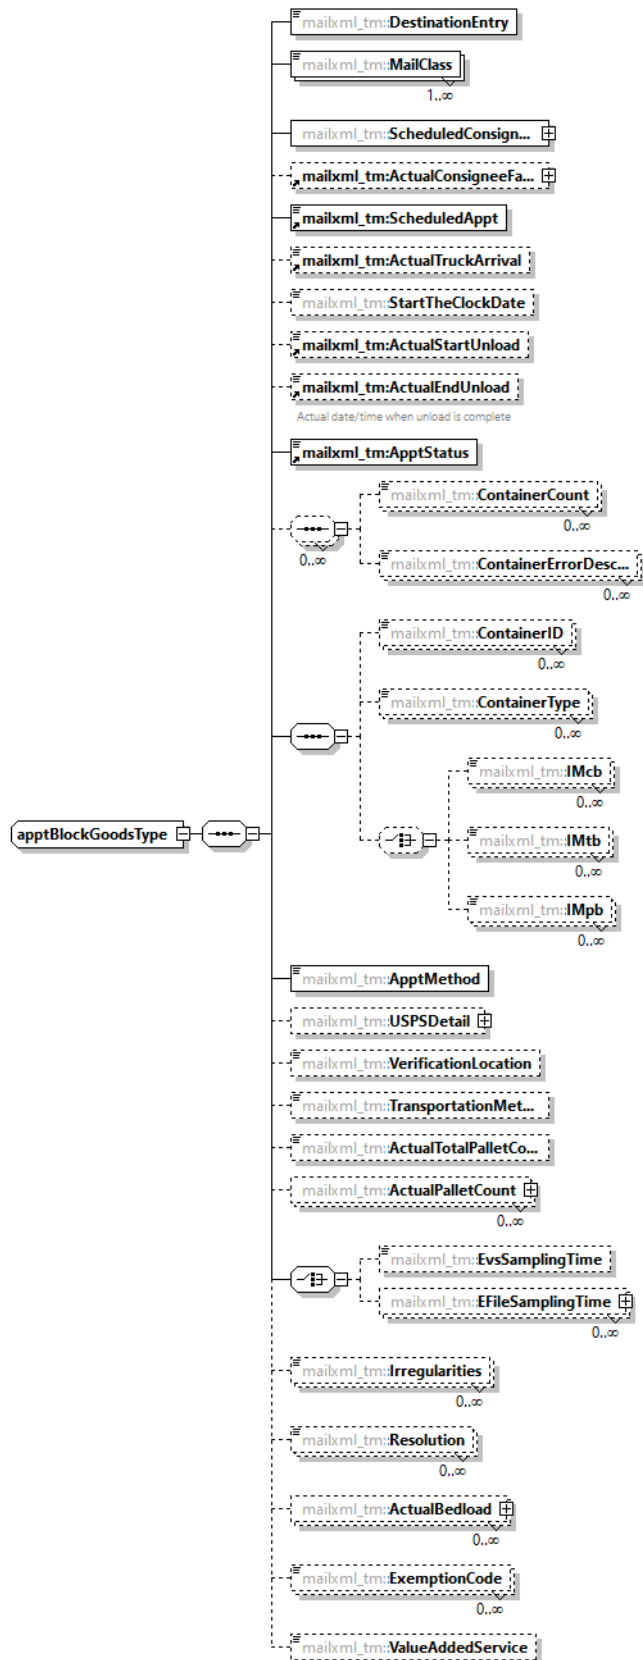 mailxml_tm::DestinationEntry
mailxml_tm::MailClass
1..∞
mailxml_tm::ScheduledConsign...
mailxml_tm:ActualConsigneeFa...
mailxml_tm:ScheduledAppt
mailxml_tm:ActualTruckArrival
mailxml_tm::StartTheClockDate
mailxml_tm:ActualStartUnload
mailxml_tm:ActualEndUnload
Actual date/time when unload is complete
mailxml_tm:ApptStatus
mailxml_tm::ContainerCount
0..∞
0..∞
mailxml_tm::ContainerErrorDesc...
0..∞
mailxml_tm::ContainerID
0..∞
mailxml_tm::ContainerType
0..∞
mailxml_tm::IMcb
0..∞
apptBlockGoodsType
mailxml_tm::IMtb
0..∞
mailxml_tm::IMpb
0..∞
mailxml_tm::ApptMethod
mailxml_tm::USPSDetail
mailxml_tm::VerificationLocation
mailxml_tm::TransportationMet...
mailxml_tm::ActualTotalPalletCo...
mailxml_tm::ActualPalletCount
0..∞
mailxml_tm::EvsSamplingTime
mailxml_tm::EFileSamplingTime
0..∞
mailxml_tm::Irregularities
0..∞
mailxml_tm::Resolution
0..∞
mailxml_tm::ActualBedload
0..∞
mailxml_tm::ExemptionCode
0..∞
mailxml_tm::ValueAddedService